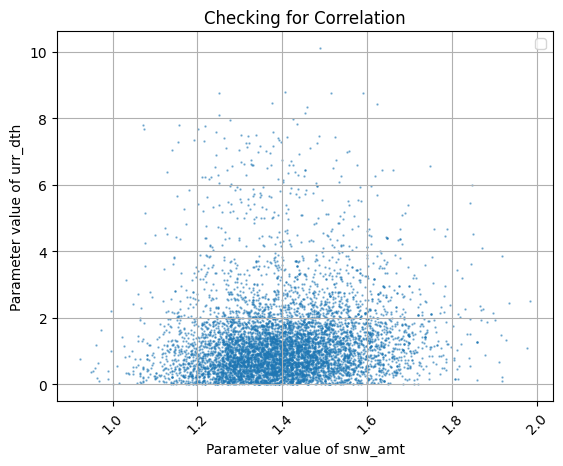 Checking for Correlation
Parameter value of urr_dth
10
8
6
4
2
0
1.0 1.2 1.4 1.6 1.8 2.0
Parameter value of snw_amt